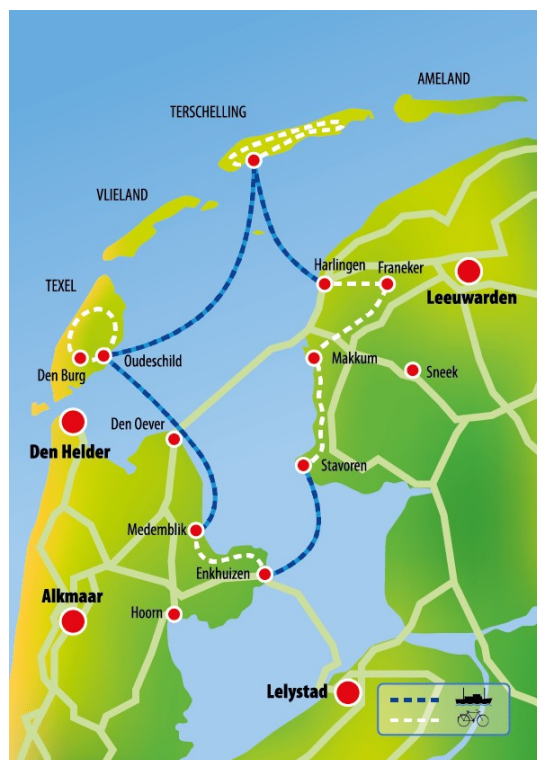 AMELAND
TERSCHELLING
VLIELAND
Harlingen
Franeker
TEXEL
Leeuwarden
Oudeschild
Makkum
Den Burg
Sneek
Den Oever
Den Helder
Stavoren
Medemblik
Enkhuizen
Alkmaar
Hoorn
Lelystad